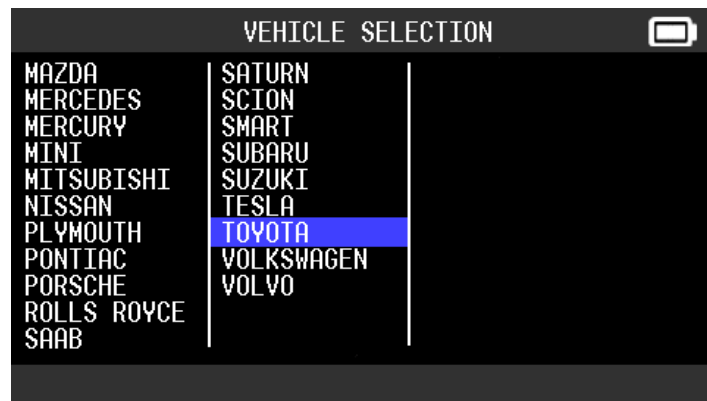 VEHICLE SELECTION
MAZDA
MERCEDES
MERCURY
MINI
MITSUBISHI
NISSAN
PLYMOUTH
PONTIAC
PORSCHE
ROLLS ROYCE
SAAB
SATURN
SCION
SMART
SUBARU
SUZUKI
TESLA
TOYOTA
VOLKSWAGEN
VOLVO